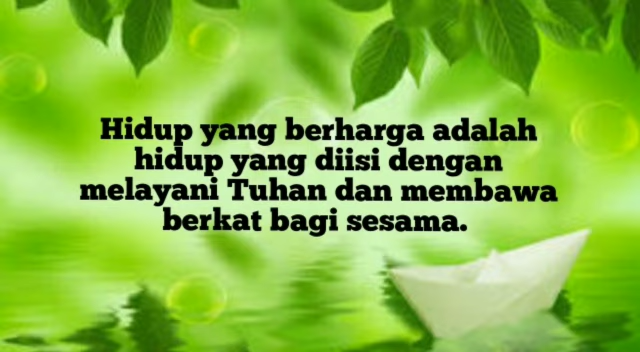 Hidup yang berharga adalah
hidup yang diisi dengan
melayani Tuhan dan membawa
berkat bagi sesama.